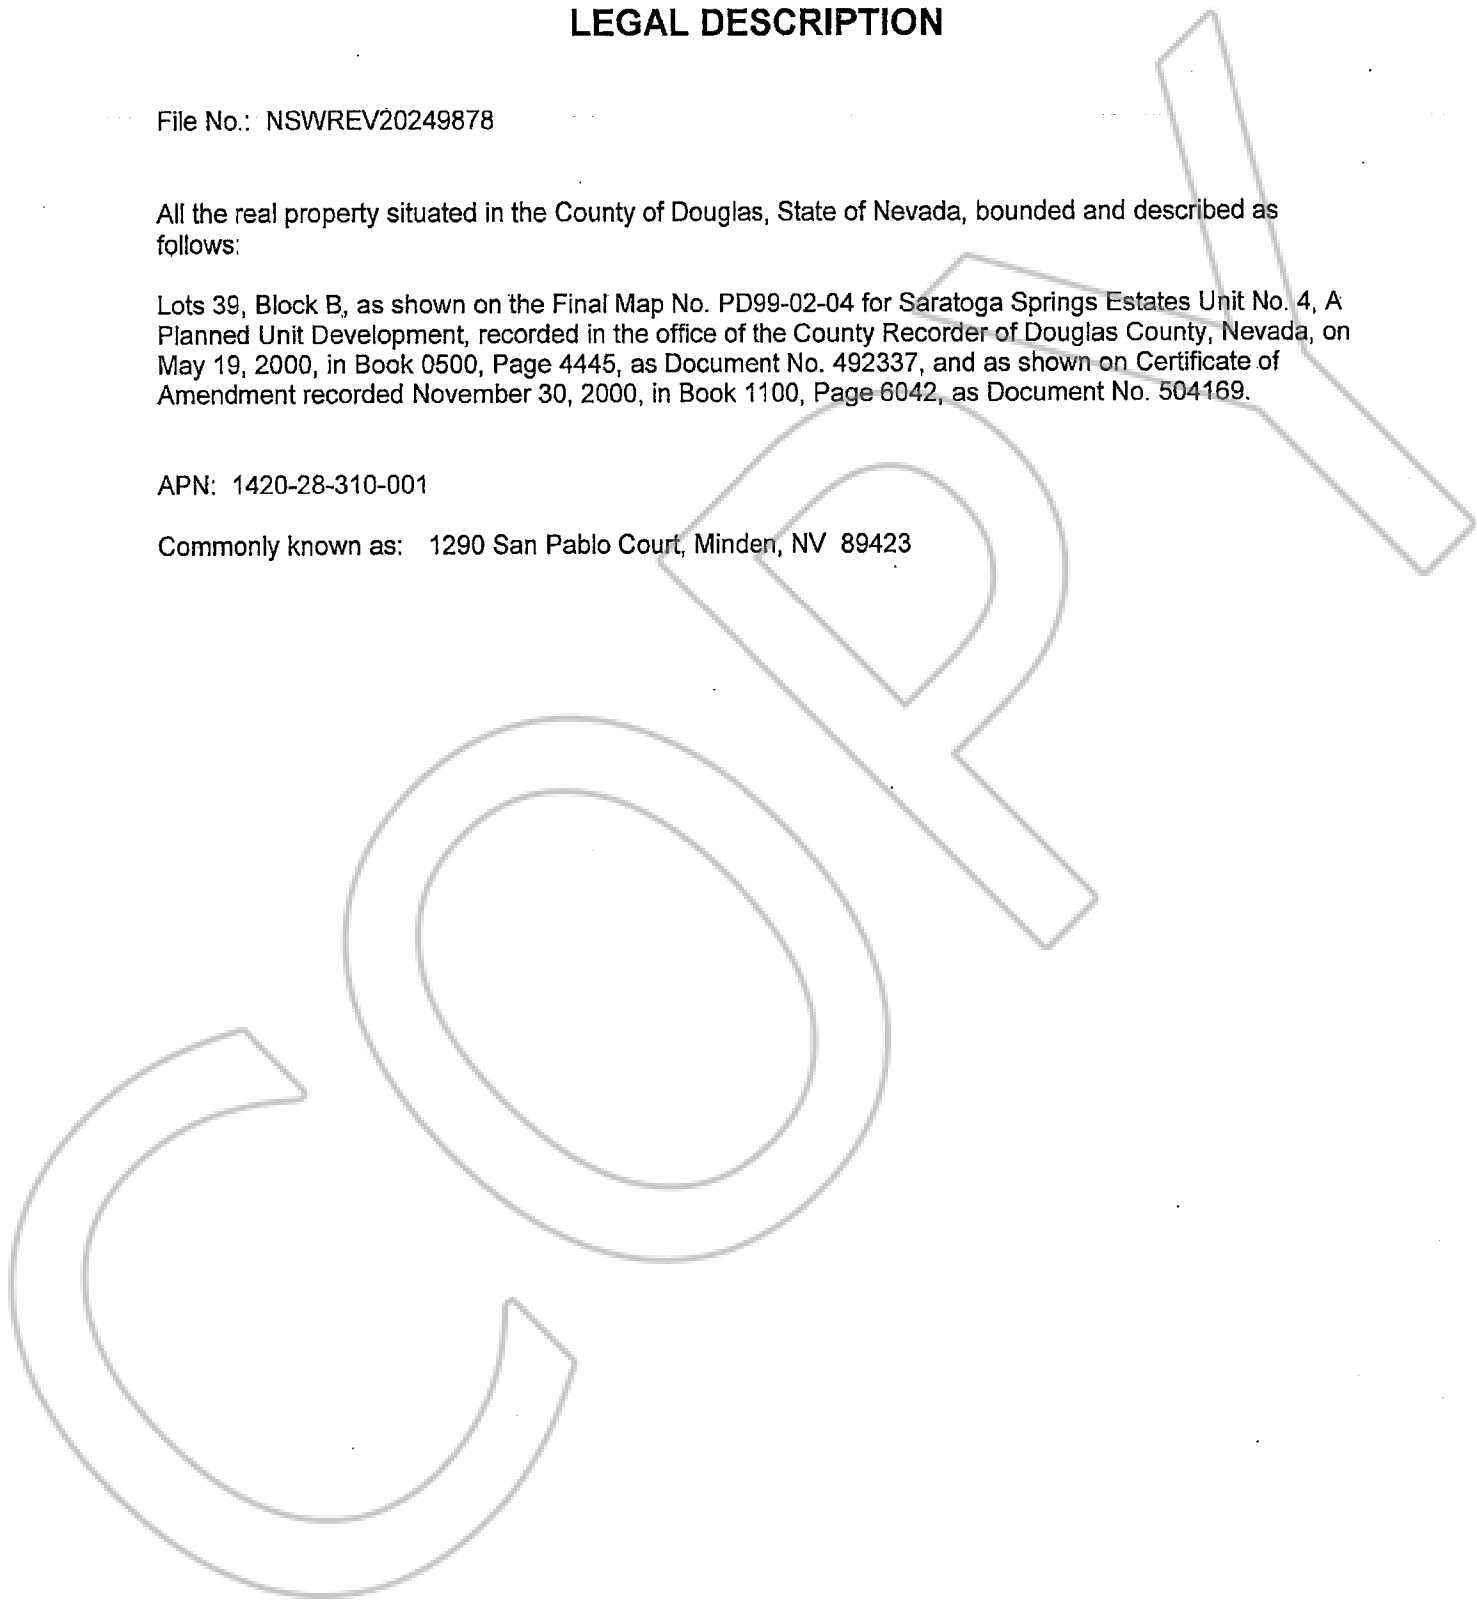 LEGAL DESCRIPTION
File No.: NSWREV20249878
All the real property situated in the County of Douglas, State of Nevada, bounded and described as
follows:
Lots 39, Block B, as shown on the Final Map No. PD99-02-04 for Saratoga Springs Estates Unit No. 4, A
Planned Unit Development, recorded in the office of the County Recorder of Douglas County, Nevada, on
May 19, 2000, in Book 0500, Page 4445, as Document No. 492337, and as shown on Certificate of
Amendment recorded November 30, 2000, in Book 1100, Page 6042, as Document No. 504169.
APN: 1420-28-310-001
Commonly known as: 1290 San Pablo Court, Minden, NV 89423
COPY